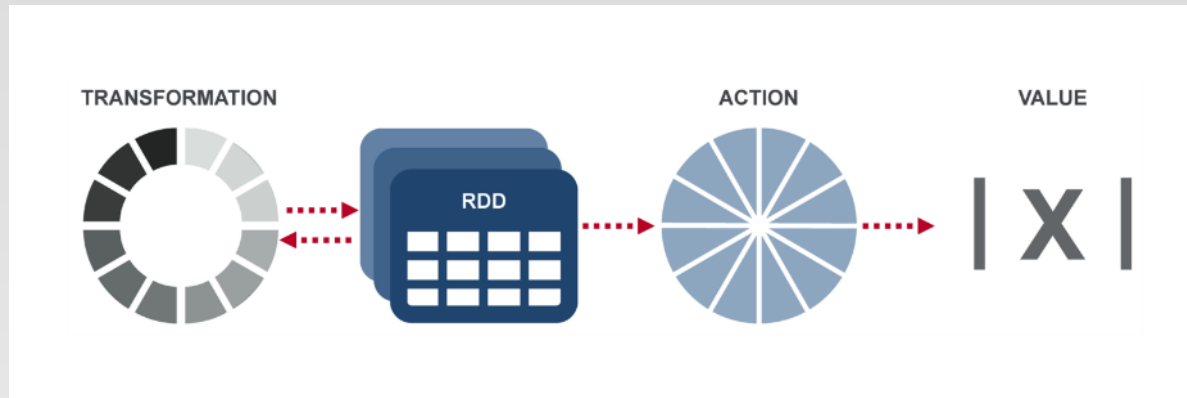 TRANSFORMATION
ACTION
VALUE
RDD
| X |